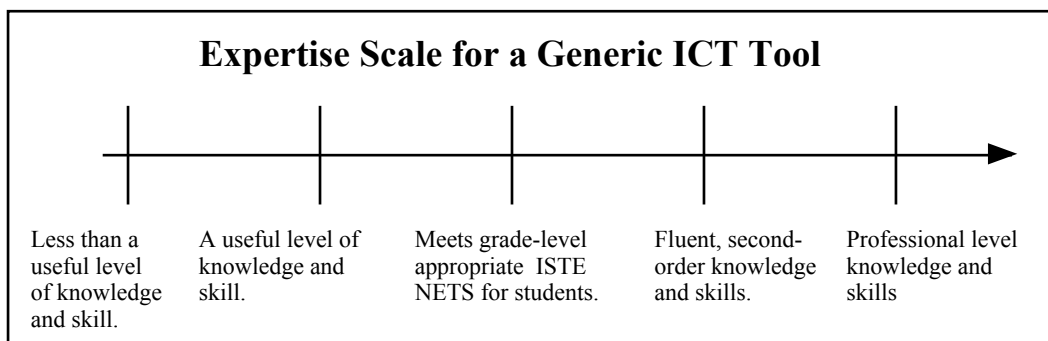 Expertise Scale for a Generic ICT Tool
Less than a
useful level
of knowledge
and skill.
A useful level of
knowledge and
skill.
Meets grade-level
appropriate ISTE
NETS for students.
Fluent, second-
order knowledge
and skills.
Professional level
knowledge and
skills